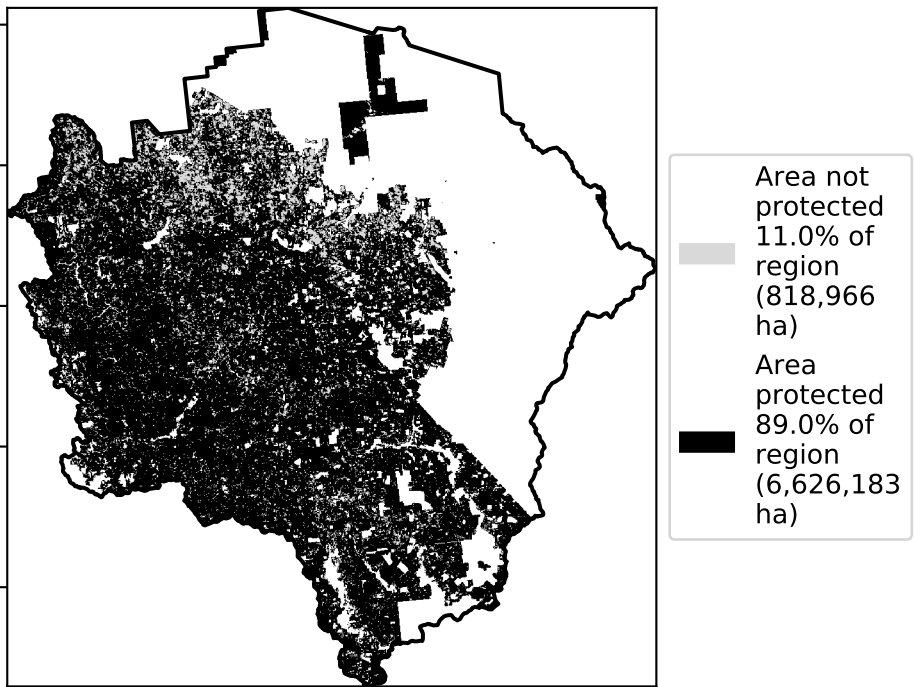 Area not
protected
11.0% of
region
(818,966
ha)
Area
protected
89.0% of
region
(6,626,183
ha)